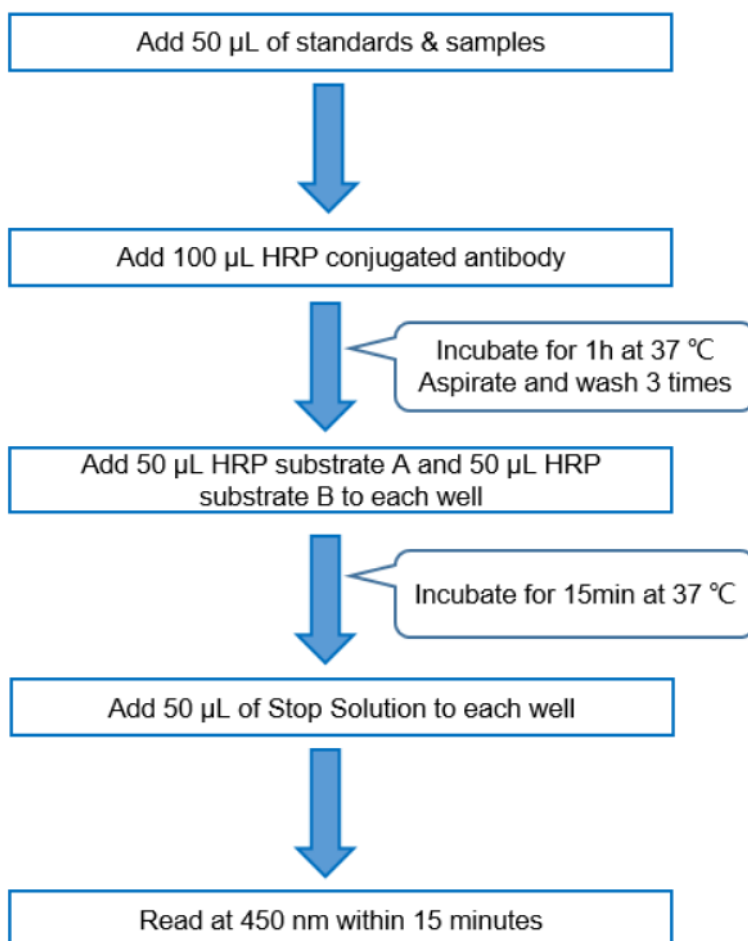 Add 50 µL of standards & samples
Add 100 µL HRP conjugated antibody
Incubate for 1h at 37 ℃
Aspirate and wash 3 times
Add 50 µL HRP substrate A and 50 µL HRP
substrate B to each well
Incubate for 15min at 37 ℃
Add 50 µL of Stop Solution to each well
Read at 450 nm within 15 minutes